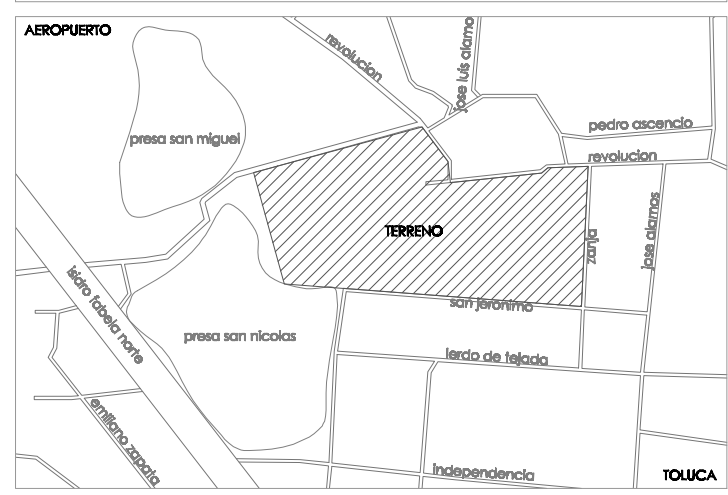 AEROPUERTO
revolucion
jose luis alamo
presa san miguel
pedro ascencio
revolucion
TERRENO
zanja
jose alamos
isidro fabela norte
san jeronimo
presa san nicolas
lerdo de tejada
emiliano zapata
independencia
TOLUCA